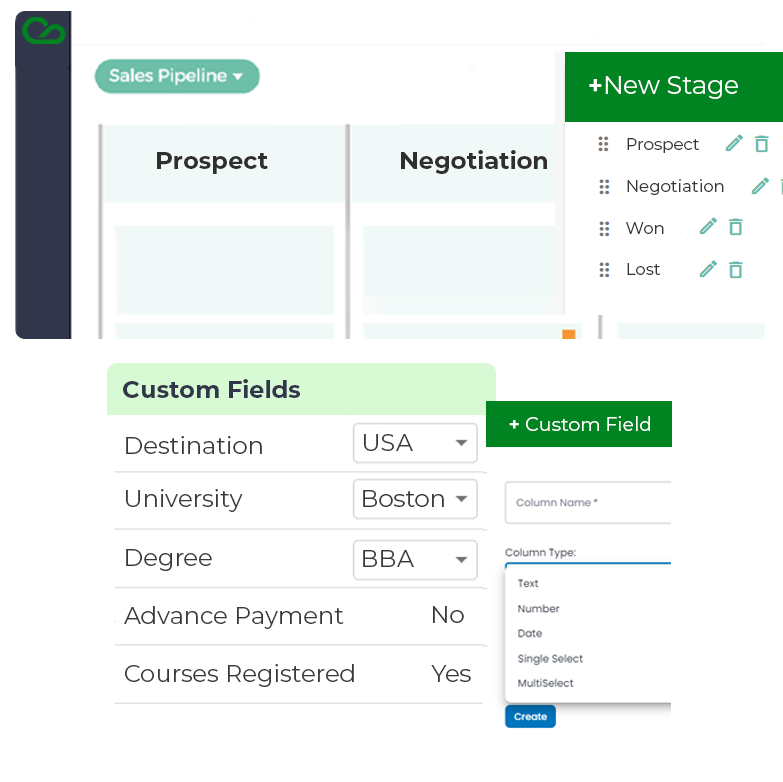 Sales Pipeline
+New Stage
Prospect
Negotiation
Prospect
Negotiation
Won
Lost
Custom Fields
+ Custom Field
Destination USA
University Boston
Column Name *
Degree BBA
Column Type:
Text
Number
Date
Single Select
MultiSelect
Advance Payment No
Courses Registered Yes
Create